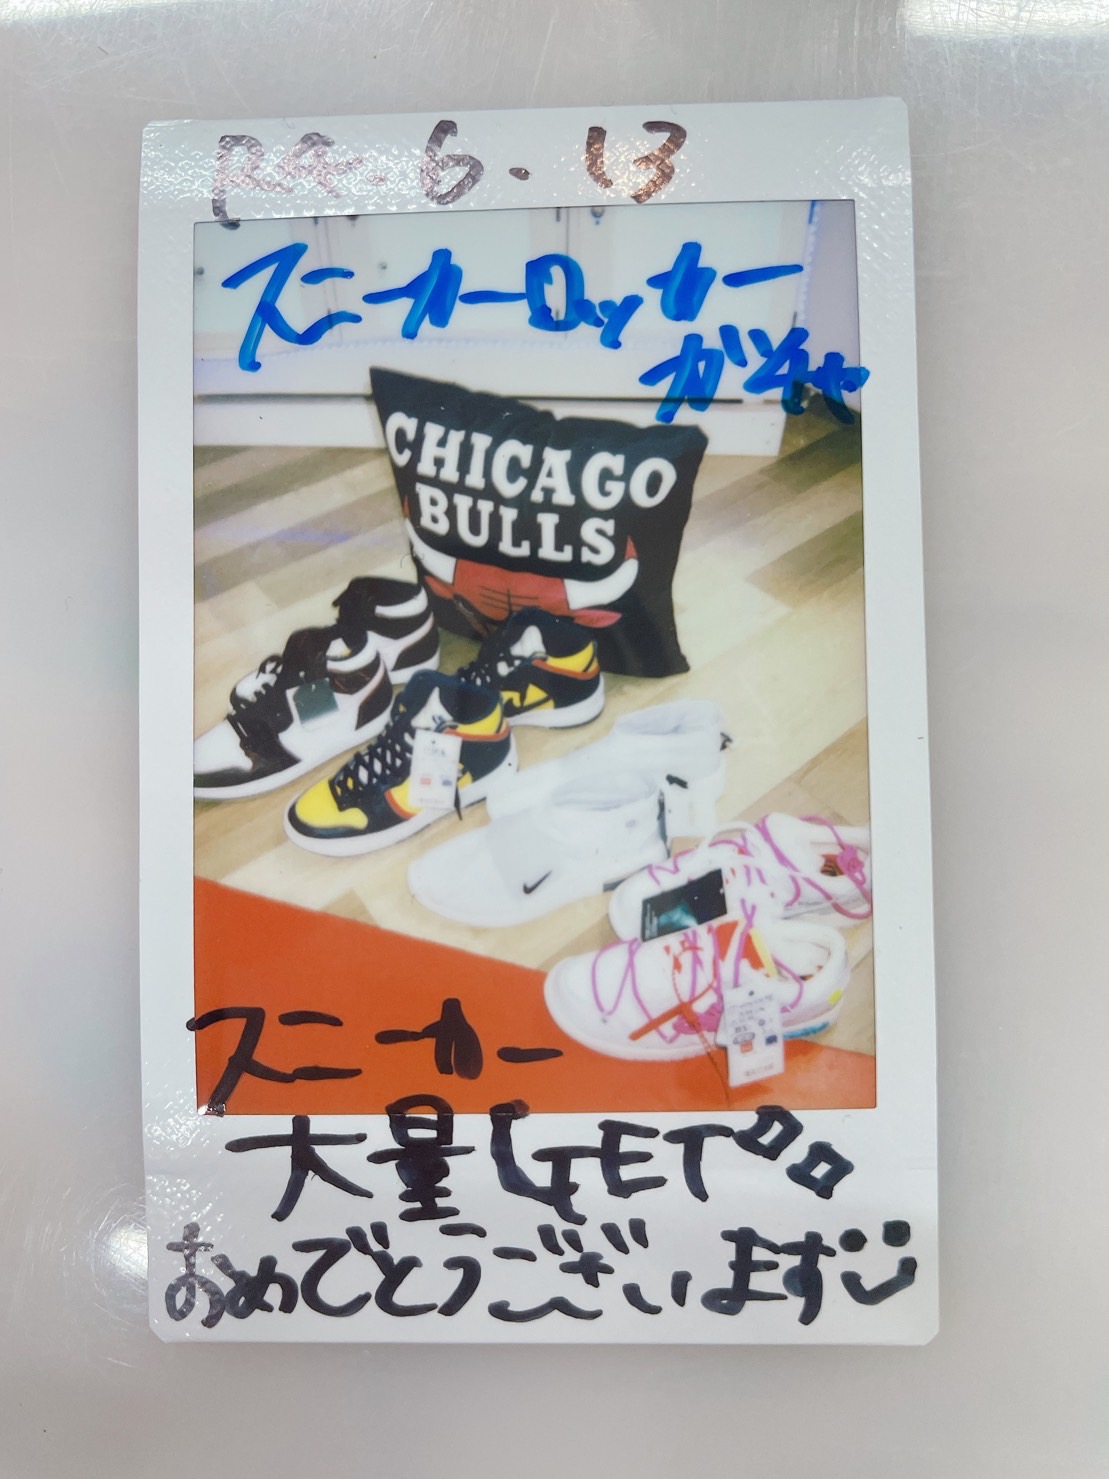 R4.6.13
スニーカーロッカー
ガチャ
CHICAGO
BULLS
スニーカー
大量GET
おめでとうございます